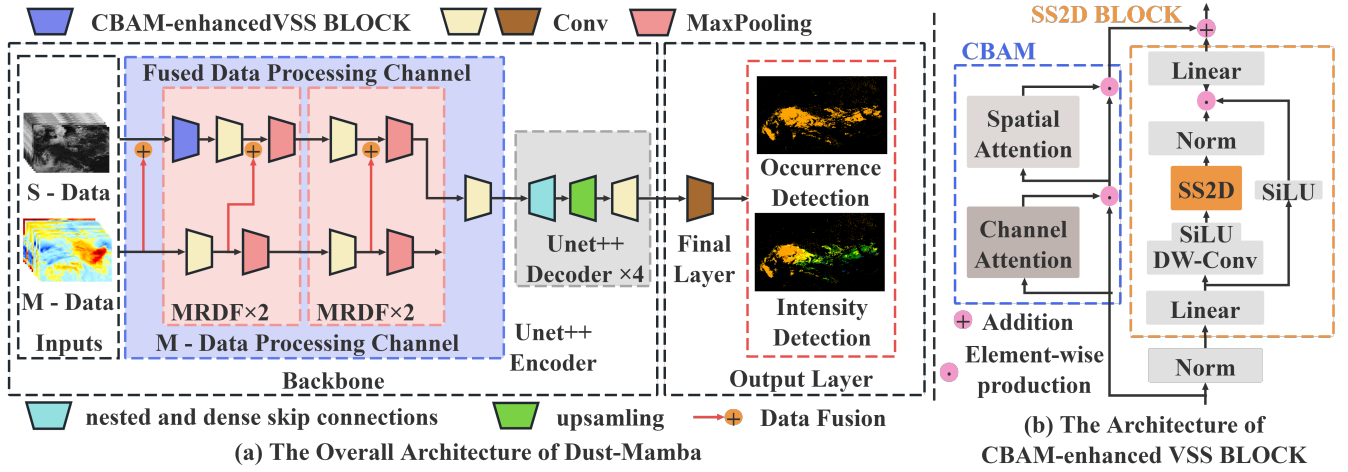 CBAM-enhancedVSS BLOCK
Conv
MaxPooling
Fused Data Processing Channel
S - Data
M - Data
Inputs
MRDF×2
MRDF×2
M - Data Processing Channel
Unet++
Decoder ×4
Unet++
Encoder
Backbone
Final
Layer
Occurrence
Detection
Intensity
Detection
Output Layer
nested and dense skip connections
upsamling
Data Fusion
(a) The Overall Architecture of Dust-Mamba
SS2D BLOCK
CBAM
Spatial
Attention
Channel
Attention
Linear
Norm
SS2D
SiLU
SiLU
DW-Conv
Linear
Norm
Addition
Element-wise
production
(b) The Architecture of
CBAM-enhanced VSS BLOCK